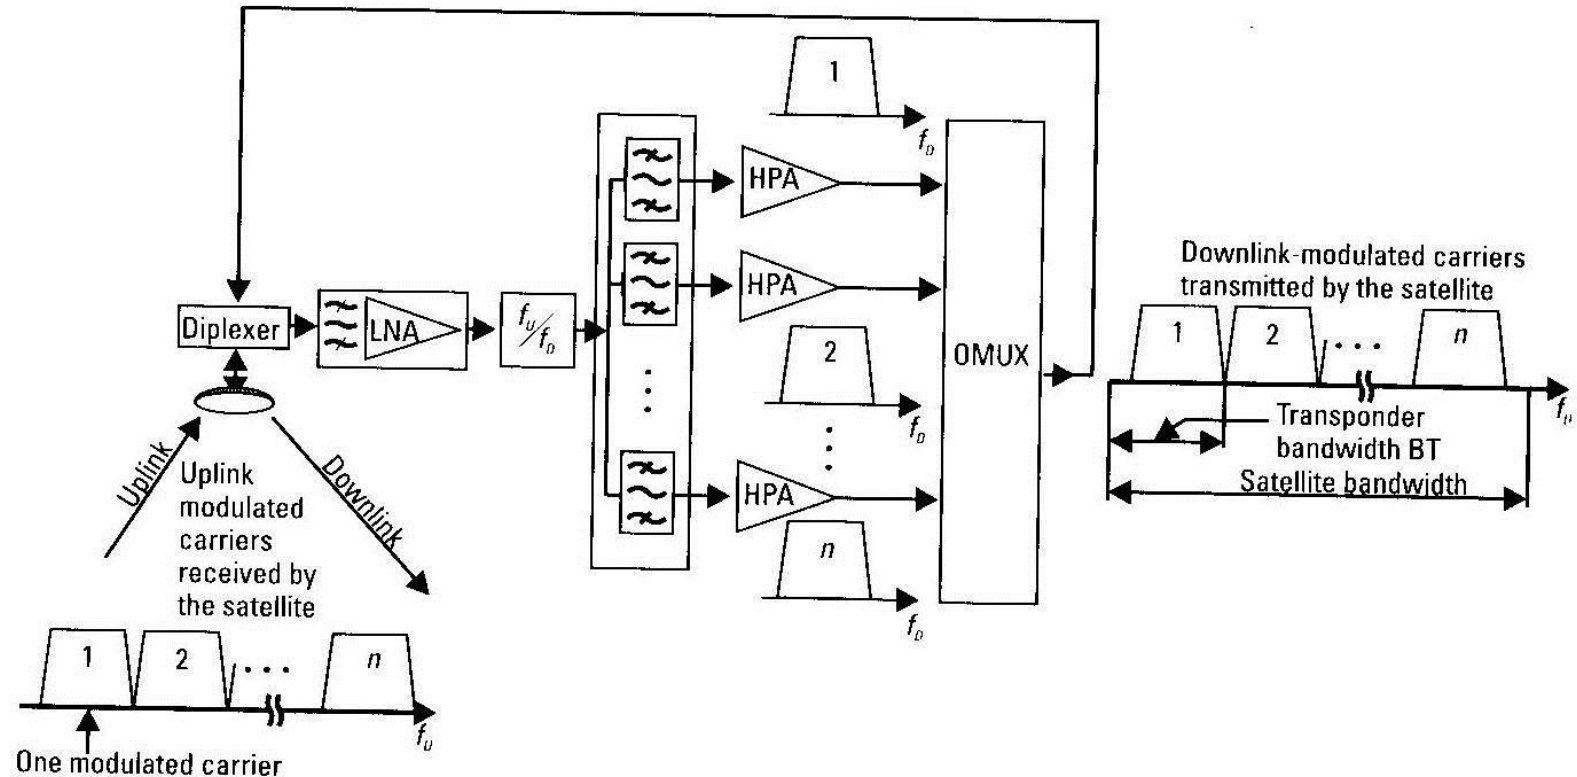 1
f_D
HPA
HPA
2
f_D
HPA
n
f_D
OMUX
Diplexer
LNA
f_U/f_D
Uplink
Downlink
Uplink
modulated
carriers
received by
the satellite
1
2
n
f_U
One modulated carrier
Downlink-modulated carriers
transmitted by the satellite
1
2
n
f_U
Transponder
bandwidth BT
Satellite bandwidth